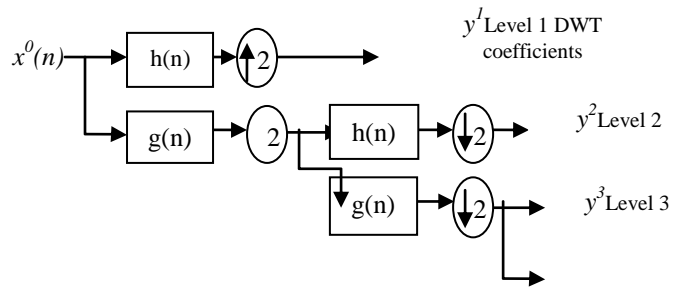 x⁰(n)
h(n)
2
y¹Level 1 DWT
coefficients
g(n)
2
h(n)
2
y²Level 2
g(n)
2
y³Level 3